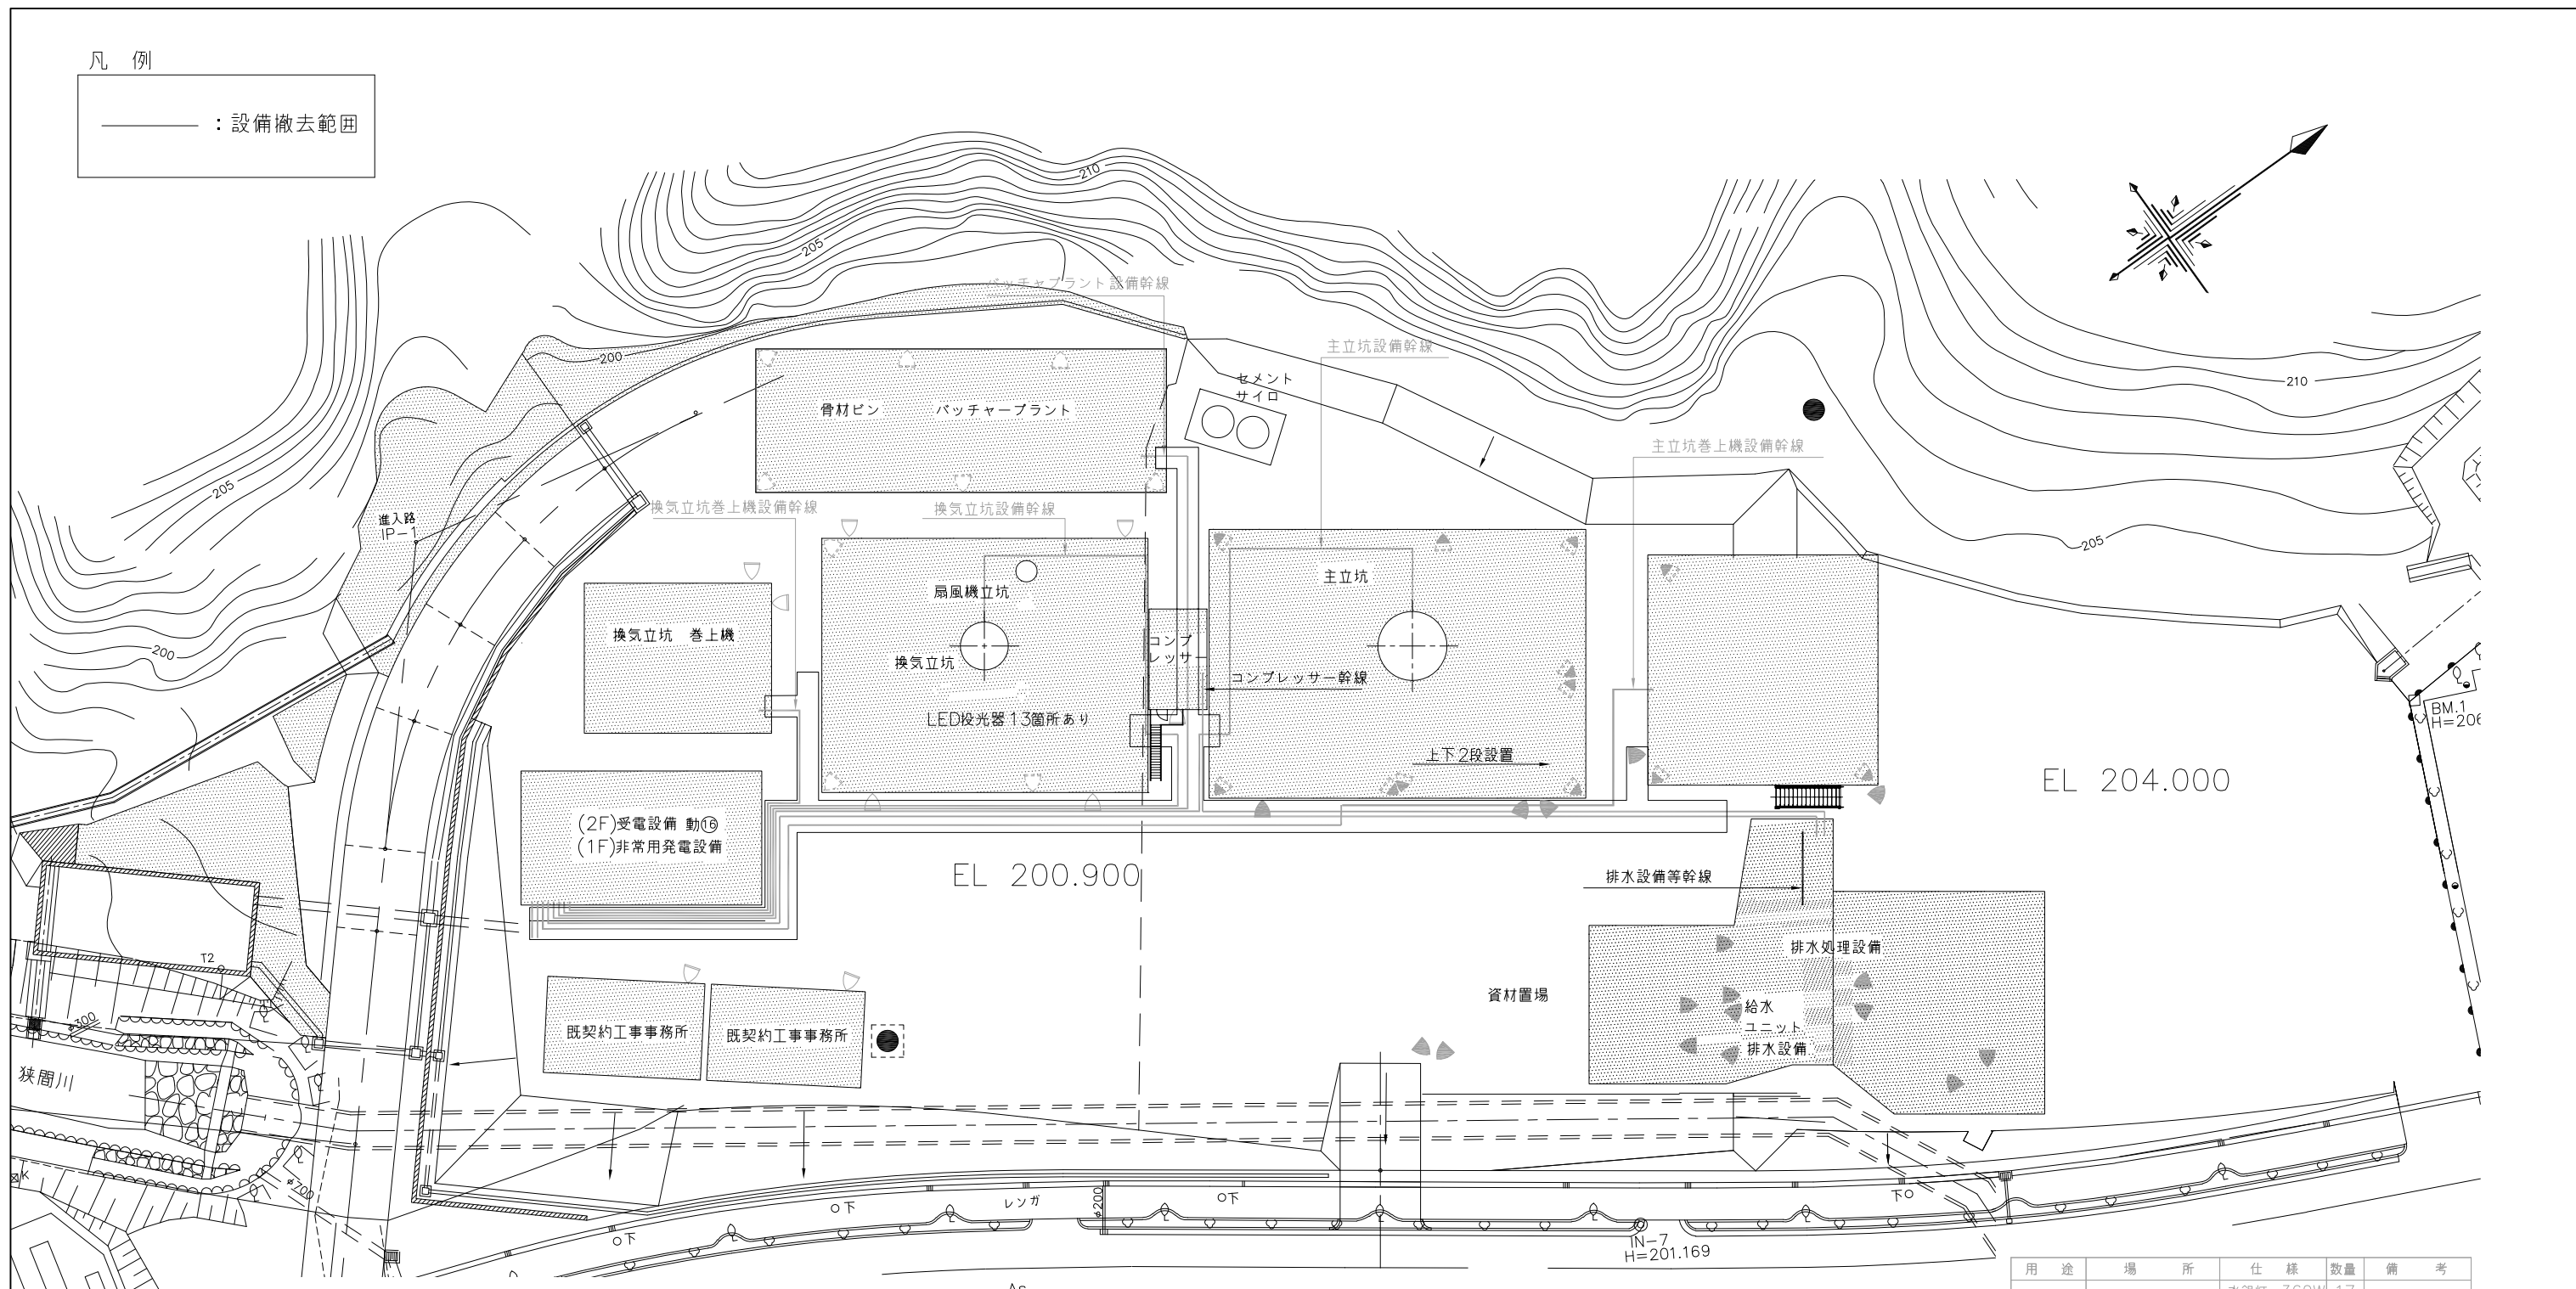 凡 例
：設備撤去範囲
210
205
バッチャプラント設備幹線
200
主立坑設備幹線
セメント
サイロ
210
骨材ビン
バッチャープラント
主立坑巻上機設備幹線
205
換気立坑巻上機設備幹線
換気立坑設備幹線
進入路
IP-1
205
主立坑
扇風機立坑
換気立坑 巻上機
コンプ
レッサー
200
換気立坑
コンプレッサー幹線
LED投光器13箇所あり
BM.1
H=206
上下2段設置
EL 204.000
(2F)受電設備 動⑯
(1F)非常用発電設備
EL 200.900
排水設備等幹線
排水処理設備
T2
資材置場
給水
ユニット
排水設備
φ300
既契約工事事務所
既契約工事事務所
狭間川
K
φ700
レンガ
φ200
下
下
下
下
IN-7
H=201.169
用 途
場 所
仕 様
数量
備 考